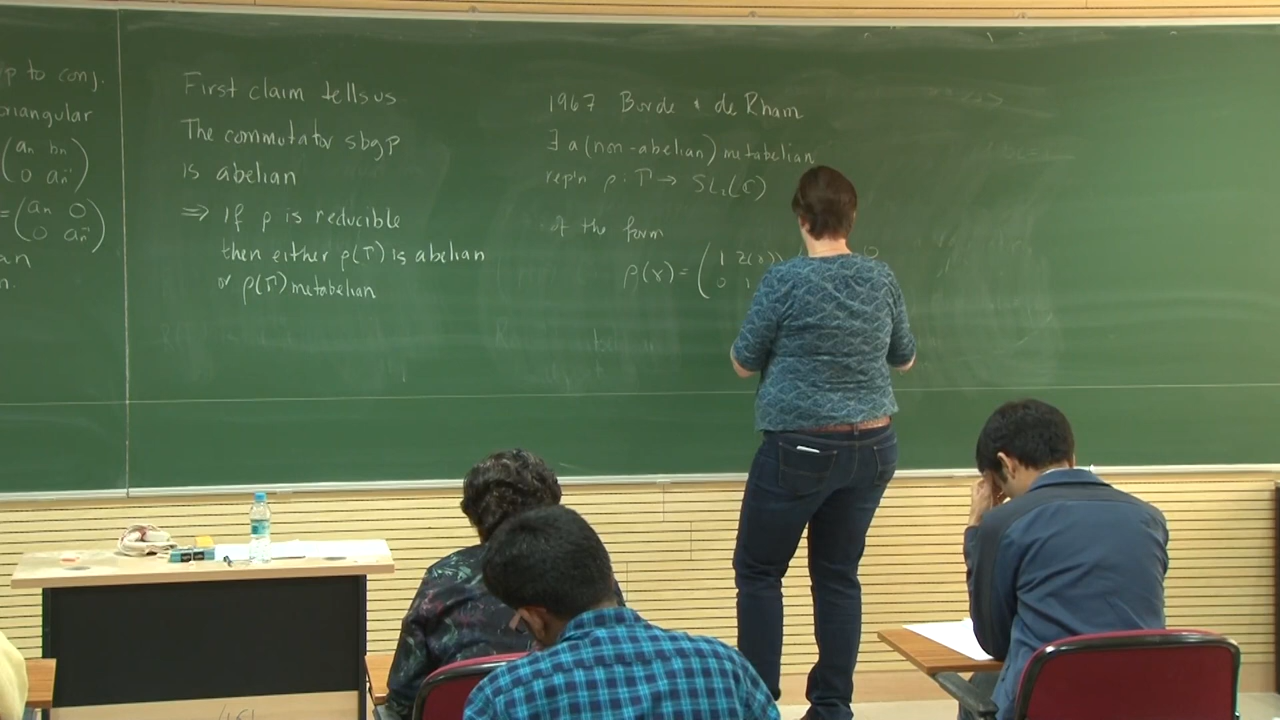 p to conj.
riangular
(an bn
0 an⁻¹)
=(an 0
0 an⁻¹)
an
n.
First claim tells us
The commutator sbgp
is abelian
⇒ If ρ is reducible
then either ρ(Γ) is abelian
or ρ(Γ) metabelian
1967 Burde & de Rham
∃ a (non-abelian) metabelian
rep'n ρ: Γ → SL₂(ℂ)
of the form
ρ(γ) = (1 z(γ)) 0
0 1